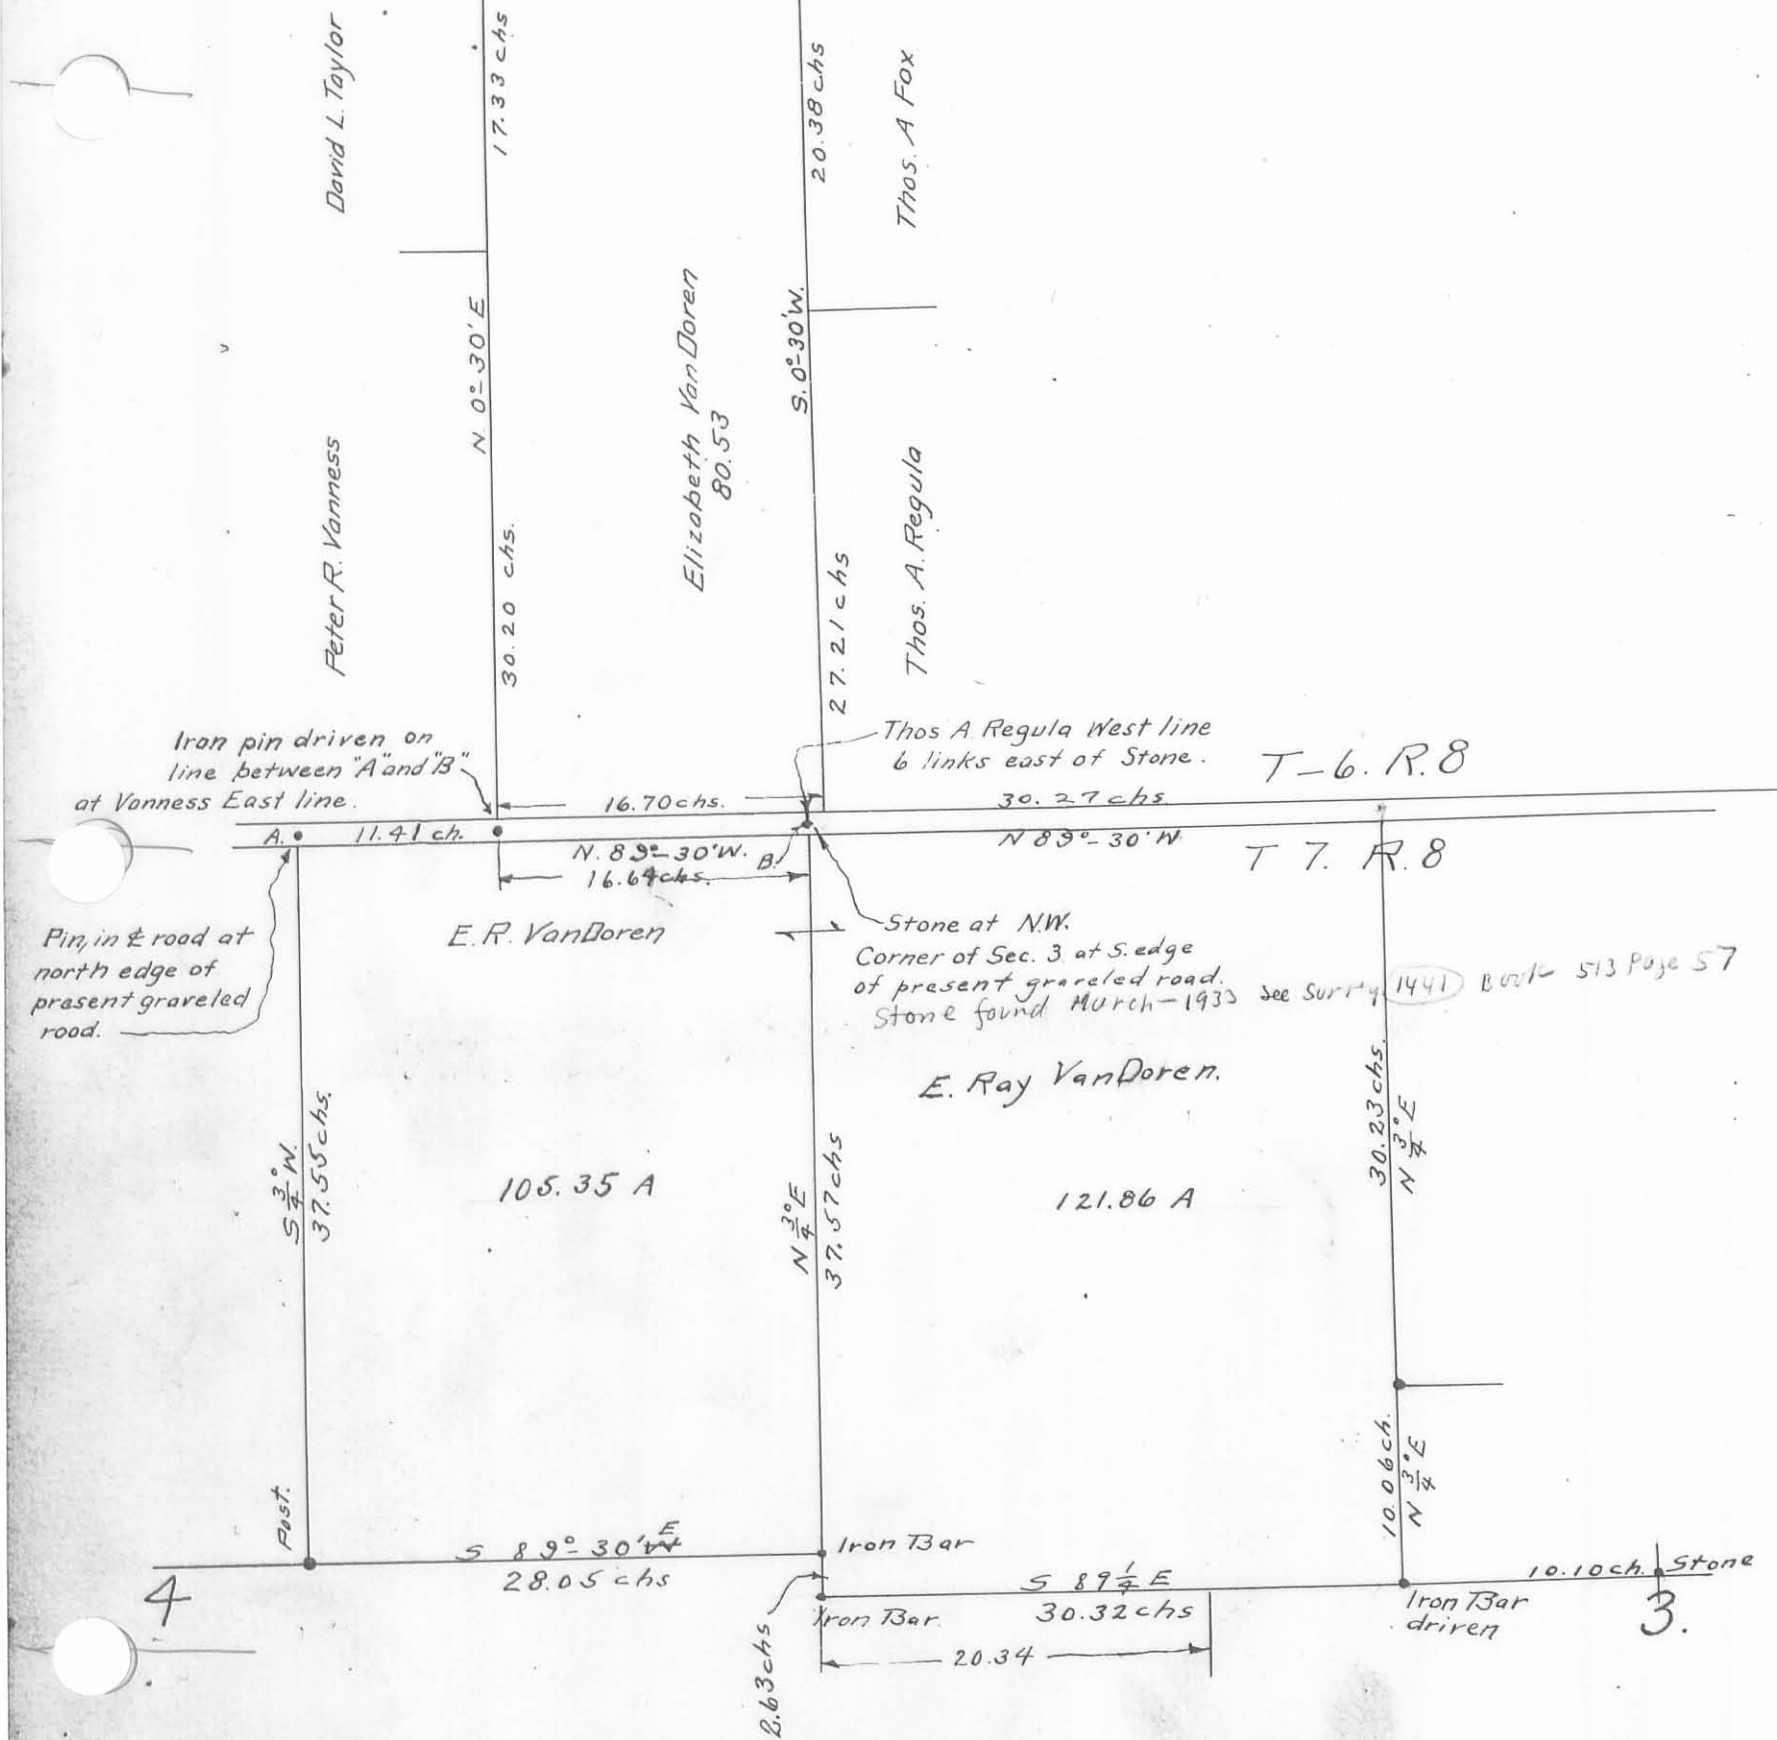 David L. Taylor
17.33 chs
20.38 chs
Thos. A Fox
N. 0°-30' E
Elizabeth VanDoren
80.53
S. 0°-30'W.
Peter R. Vanness
30.20 chs.
27.21 chs
Thos. A. Regula
Iron pin driven on
line between "A" and "B"
at Vanness East line.
Thos A. Regula West line
6 links east of Stone.
T-6. R.8
16.70 chs.
30.27 chs
A.
11.41 ch.
N. 89°-30'W.
B.
N 89°-30'W
T 7. R.8
16.64 chs.
Pin, in ℄ road at
north edge of
present graveled
road.
E.R. VanDoren
Stone at N.W.
Corner of Sec. 3 at S. edge
of present graveled road.
Stone found March-1933 See Survey 1441 Book 513 Page 57
E. Ray VanDoren.
S 3/4° W.
37.55 chs.
105.35 A
N 3/4° E
37.57 chs
121.86 A
30.23 chs.
N 3/4° E
Post.
10.06 ch.
N 3/4° E
S 89°-30' E
28.05 chs
Iron Bar
4
2.63 chs
Iron Bar.
S 89 1/4 E
30.32 chs
20.34
Iron Bar
driven
10.10 ch.
Stone
3.